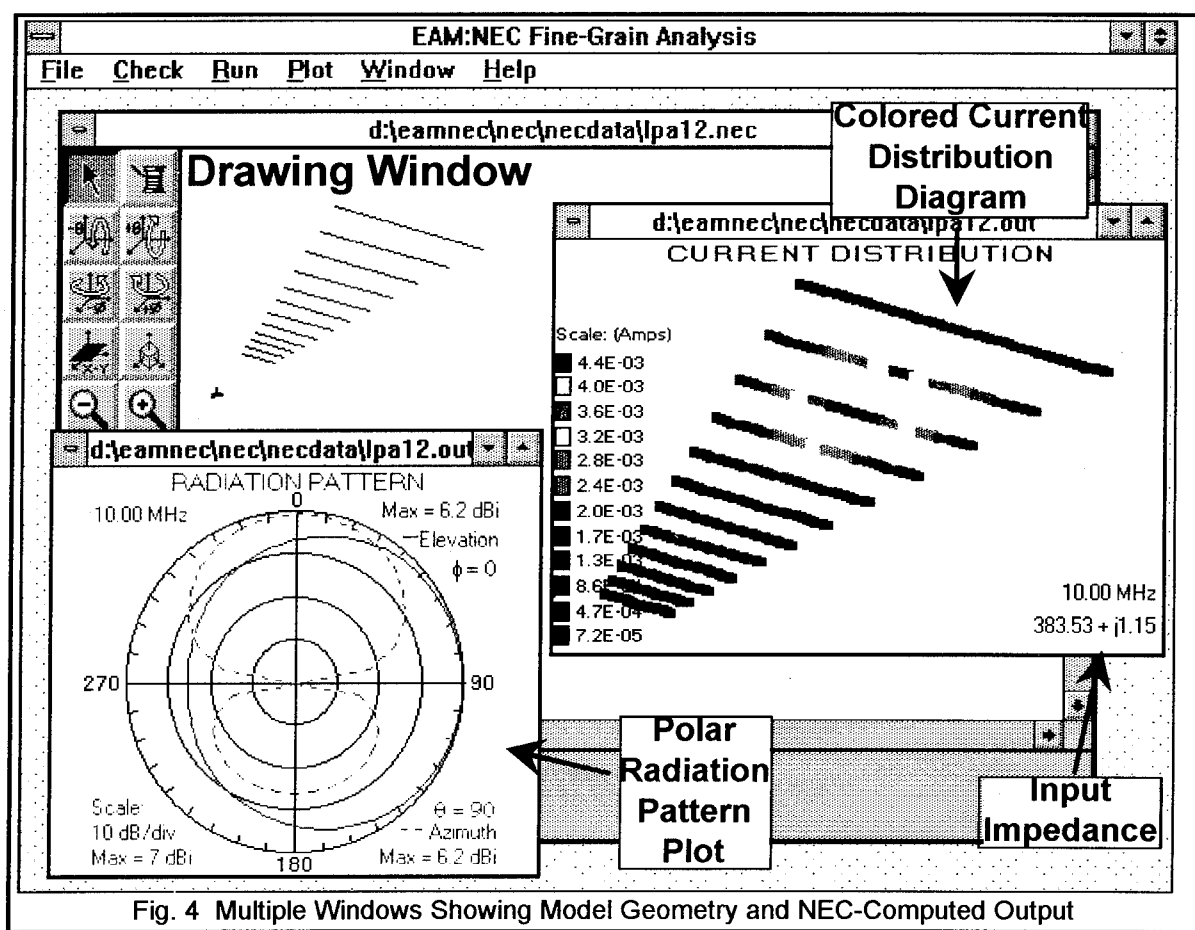 EAM:NEC Fine-Grain Analysis
File Check Run Plot Window Help
d:\eamnec\nec\necdata\lpa12.nec
Drawing Window
-θ +θ
-φ +φ
X-Y
Colored Current
Distribution
Diagram
d:\eamnec\nec\necdata\lpa12.out
CURRENT DISTRIBUTION
Scale: (Amps)
4.4E-03
4.0E-03
3.6E-03
3.2E-03
2.8E-03
2.4E-03
2.0E-03
1.7E-03
1.3E-03
4.7E-04
7.2E-05
10.00 MHz
383.53 + j1.15
d:\eamnec\nec\necdata\lpa12.out
RADIATION PATTERN
10.00 MHz
0
Max = 6.2 dBi
Elevation
ϕ = 0
270
90
180
Scale:
10 dB/div
Max = 7 dBi
θ = 90
Azimuth
Max = 6.2 dBi
Polar
Radiation
Pattern
Plot
Input
Impedance
Fig. 4 Multiple Windows Showing Model Geometry and NEC-Computed Output